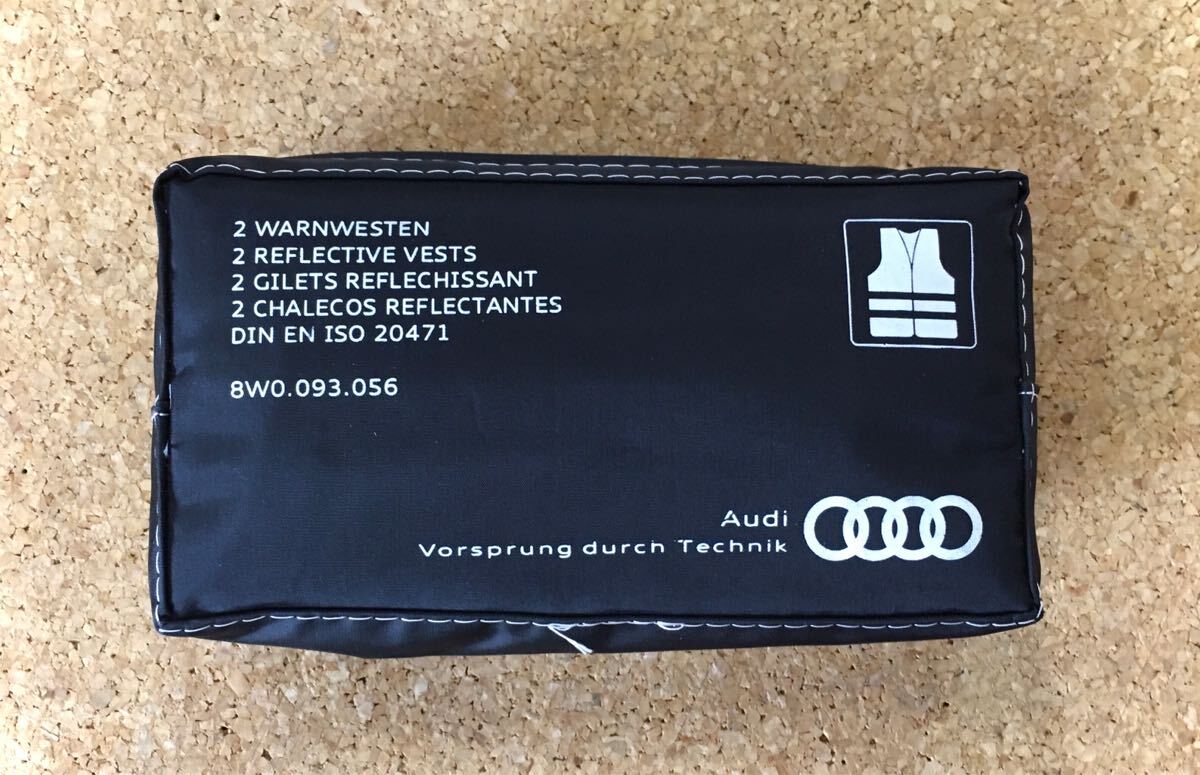 2 WARNWESTEN
2 REFLECTIVE VESTS
2 GILETS REFLECHISSANT
2 CHALECOS REFLECTANTES
DIN EN ISO 20471
8W0.093.056
Audi
Vorsprung durch Technik